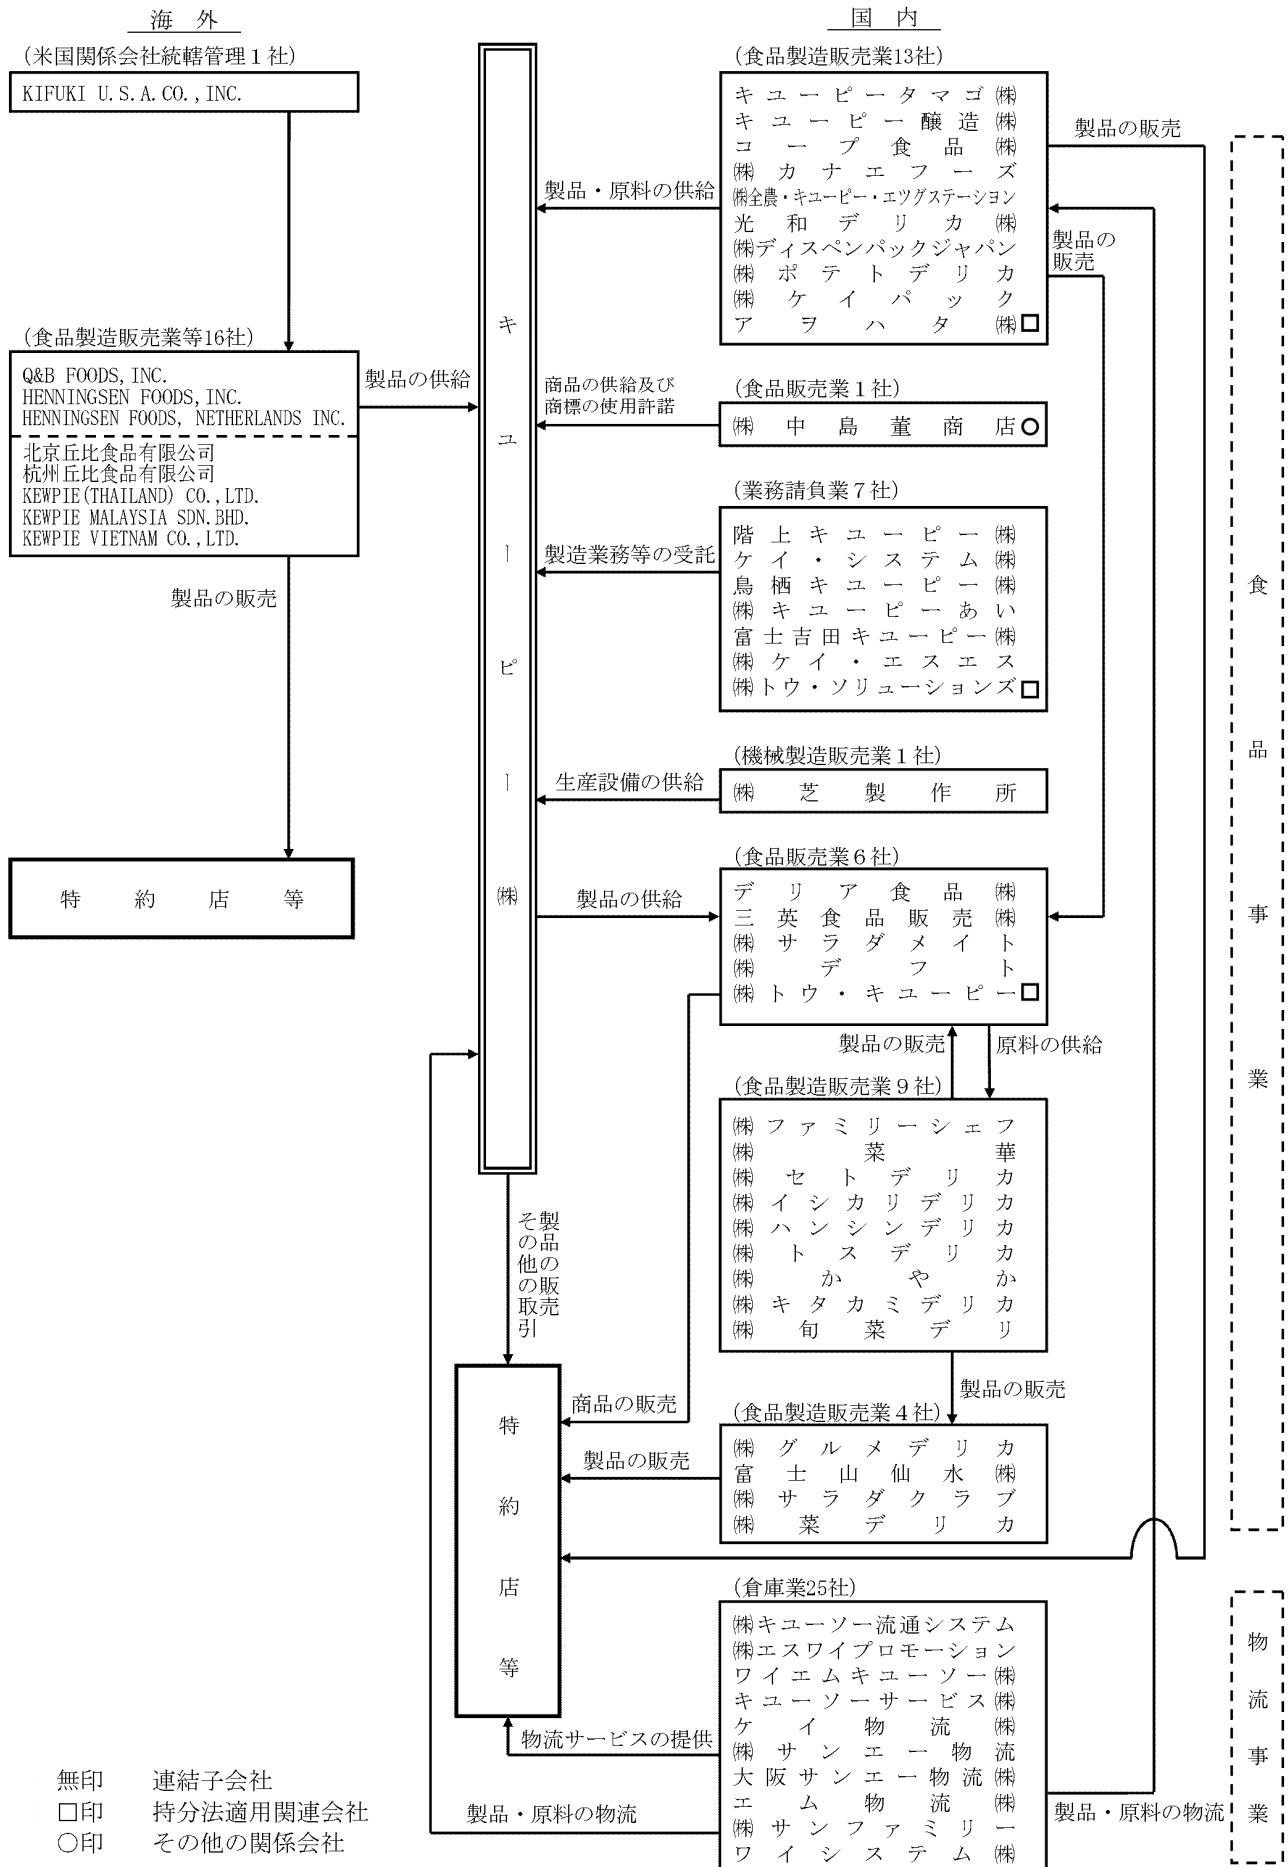 海 外
(米国関係会社統轄管理1社)
KIFUKI U.S.A.CO.,INC.
(食品製造販売業等16社)
Q&B FOODS,INC.
HENNINGSEN FOODS,INC.
HENNINGSEN FOODS, NETHERLANDS INC.
北京丘比食品有限公司
杭州丘比食品有限公司
KEWPIE(THAILAND) CO.,LTD.
KEWPIE MALAYSIA SDN.BHD.
KEWPIE VIETNAM CO.,LTD.
製品の供給
製品の販売
特約店等
キユーピー㈱
国 内
(食品製造販売業13社)
キユーピータマゴ㈱
キユーピー醸造㈱
コープ食品㈱
㈱カナエフーズ
㈱全農・キユーピー・エツグステーション
光和デリカ㈱
㈱ディスペンパックジャパン
㈱ポテトデリカ
㈱ケイパック
アヲハタ㈱□
製品・原料の供給
製品の販売
製品の
販売
(食品販売業1社)
㈱中島董商店○
商品の供給及び
商標の使用許諾
(業務請負業7社)
階上キユーピー㈱
ケイ・システム㈱
鳥栖キユーピー㈱
㈱キユーピーあい
富士吉田キユーピー㈱
㈱ケイ・エスエス
㈱トウ・ソリューションズ□
製造業務等の受託
(機械製造販売業1社)
㈱芝製作所
生産設備の供給
(食品販売業6社)
デリア食品㈱
三英食品販売㈱
㈱サラダメイト
㈱デフト
㈱トウ・キユーピー□
製品の供給
製品の販売
原料の供給
(食品製造販売業9社)
㈱ファミリーシェフ
㈱菜華
㈱セトデリカ
㈱イシカリデリカ
㈱ハンシンデリカ
㈱トスデリカ
㈱かやか
㈱キタカミデリカ
㈱旬菜デリ
製品の販売
その他の取引
特約店等
商品の販売
製品の販売
製品の販売
(食品製造販売業4社)
㈱グルメデリカ
富士山仙水㈱
㈱サラダクラブ
㈱菜デリカ
(倉庫業25社)
㈱キユーソー流通システム
㈱エスワイプロモーション
ワイエムキユーソー㈱
キユーソーサービス㈱
ケイ物流㈱
㈱サンエー物流
大阪サンエー物流㈱
エム物流㈱
㈱サンファミリー
ワイシステム㈱
物流サービスの提供
製品・原料の物流
製品・原料の物流
食品事業
物流事業
無印 連結子会社
□印 持分法適用関連会社
○印 その他の関係会社